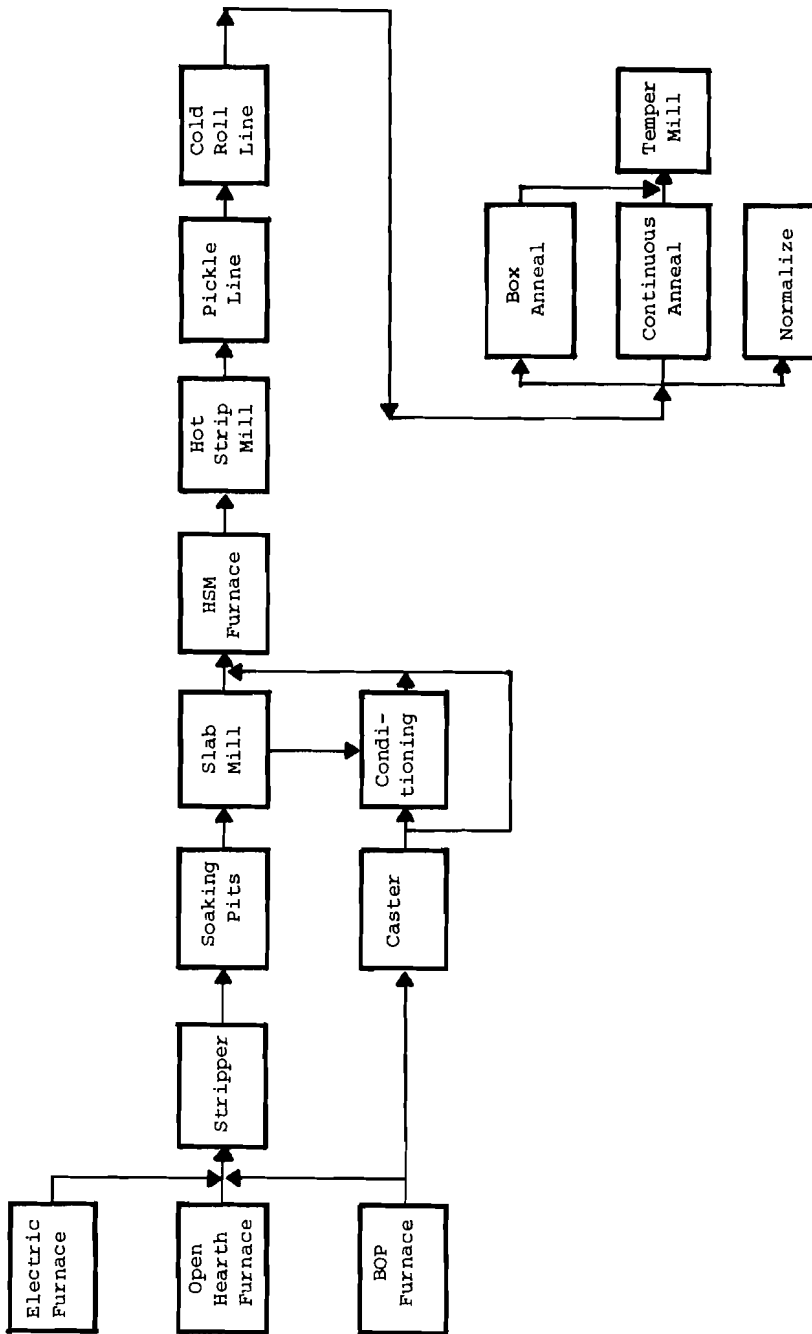 Electric
Furnace
Open
Hearth
Furnace
BOP
Furnace
Stripper
Soaking
Pits
Caster
Slab
Mill
Condi-
tioning
HSM
Furnace
Hot
Strip
Mill
Pickle
Line
Cold
Roll
Line
Box
Anneal
Continuous
Anneal
Normalize
Temper
Mill